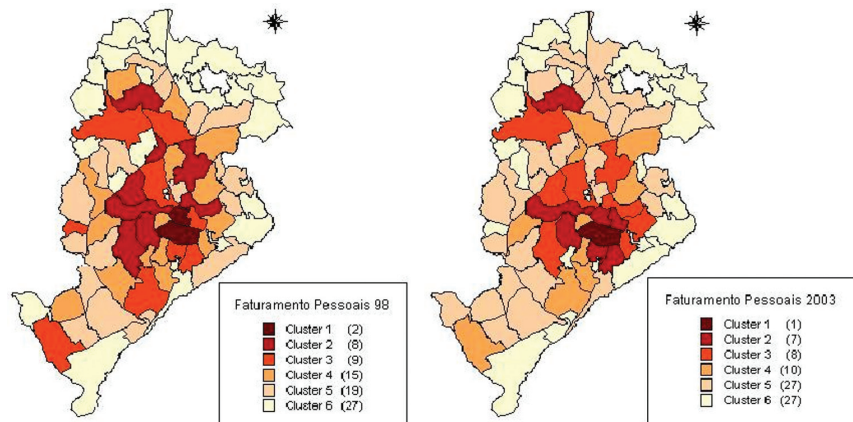 Faturamento Pessoais 98
Cluster 1 (2)
Cluster 2 (8)
Cluster 3 (9)
Cluster 4 (15)
Cluster 5 (19)
Cluster 6 (27)
Faturamento Pessoais 2003
Cluster 1 (1)
Cluster 2 (7)
Cluster 3 (8)
Cluster 4 (10)
Cluster 5 (27)
Cluster 6 (27)